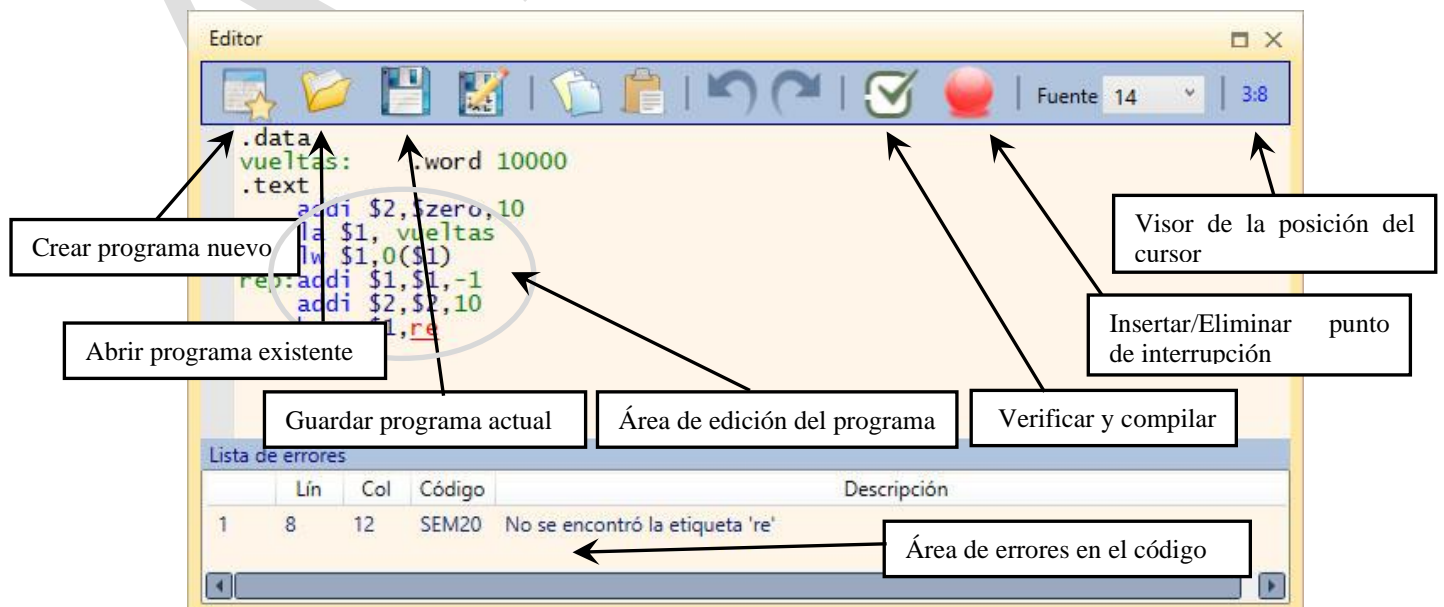 Editor
Fuente 14 3:8
.data
vueltas: .word 10000
.text
addi $2,$zero,10
la $1, vueltas
lw $1,0($1)
rep:addi $1,$1,-1
addi $2,$2,10
$1,re
Crear programa nuevo
Abrir programa existente
Guardar programa actual
Área de edición del programa
Verificar y compilar
Insertar/Eliminar punto
de interrupción
Visor de la posición del
cursor
Lista de errores
Lín Col Código Descripción
1 8 12 SEM20 No se encontró la etiqueta 're'
Área de errores en el código